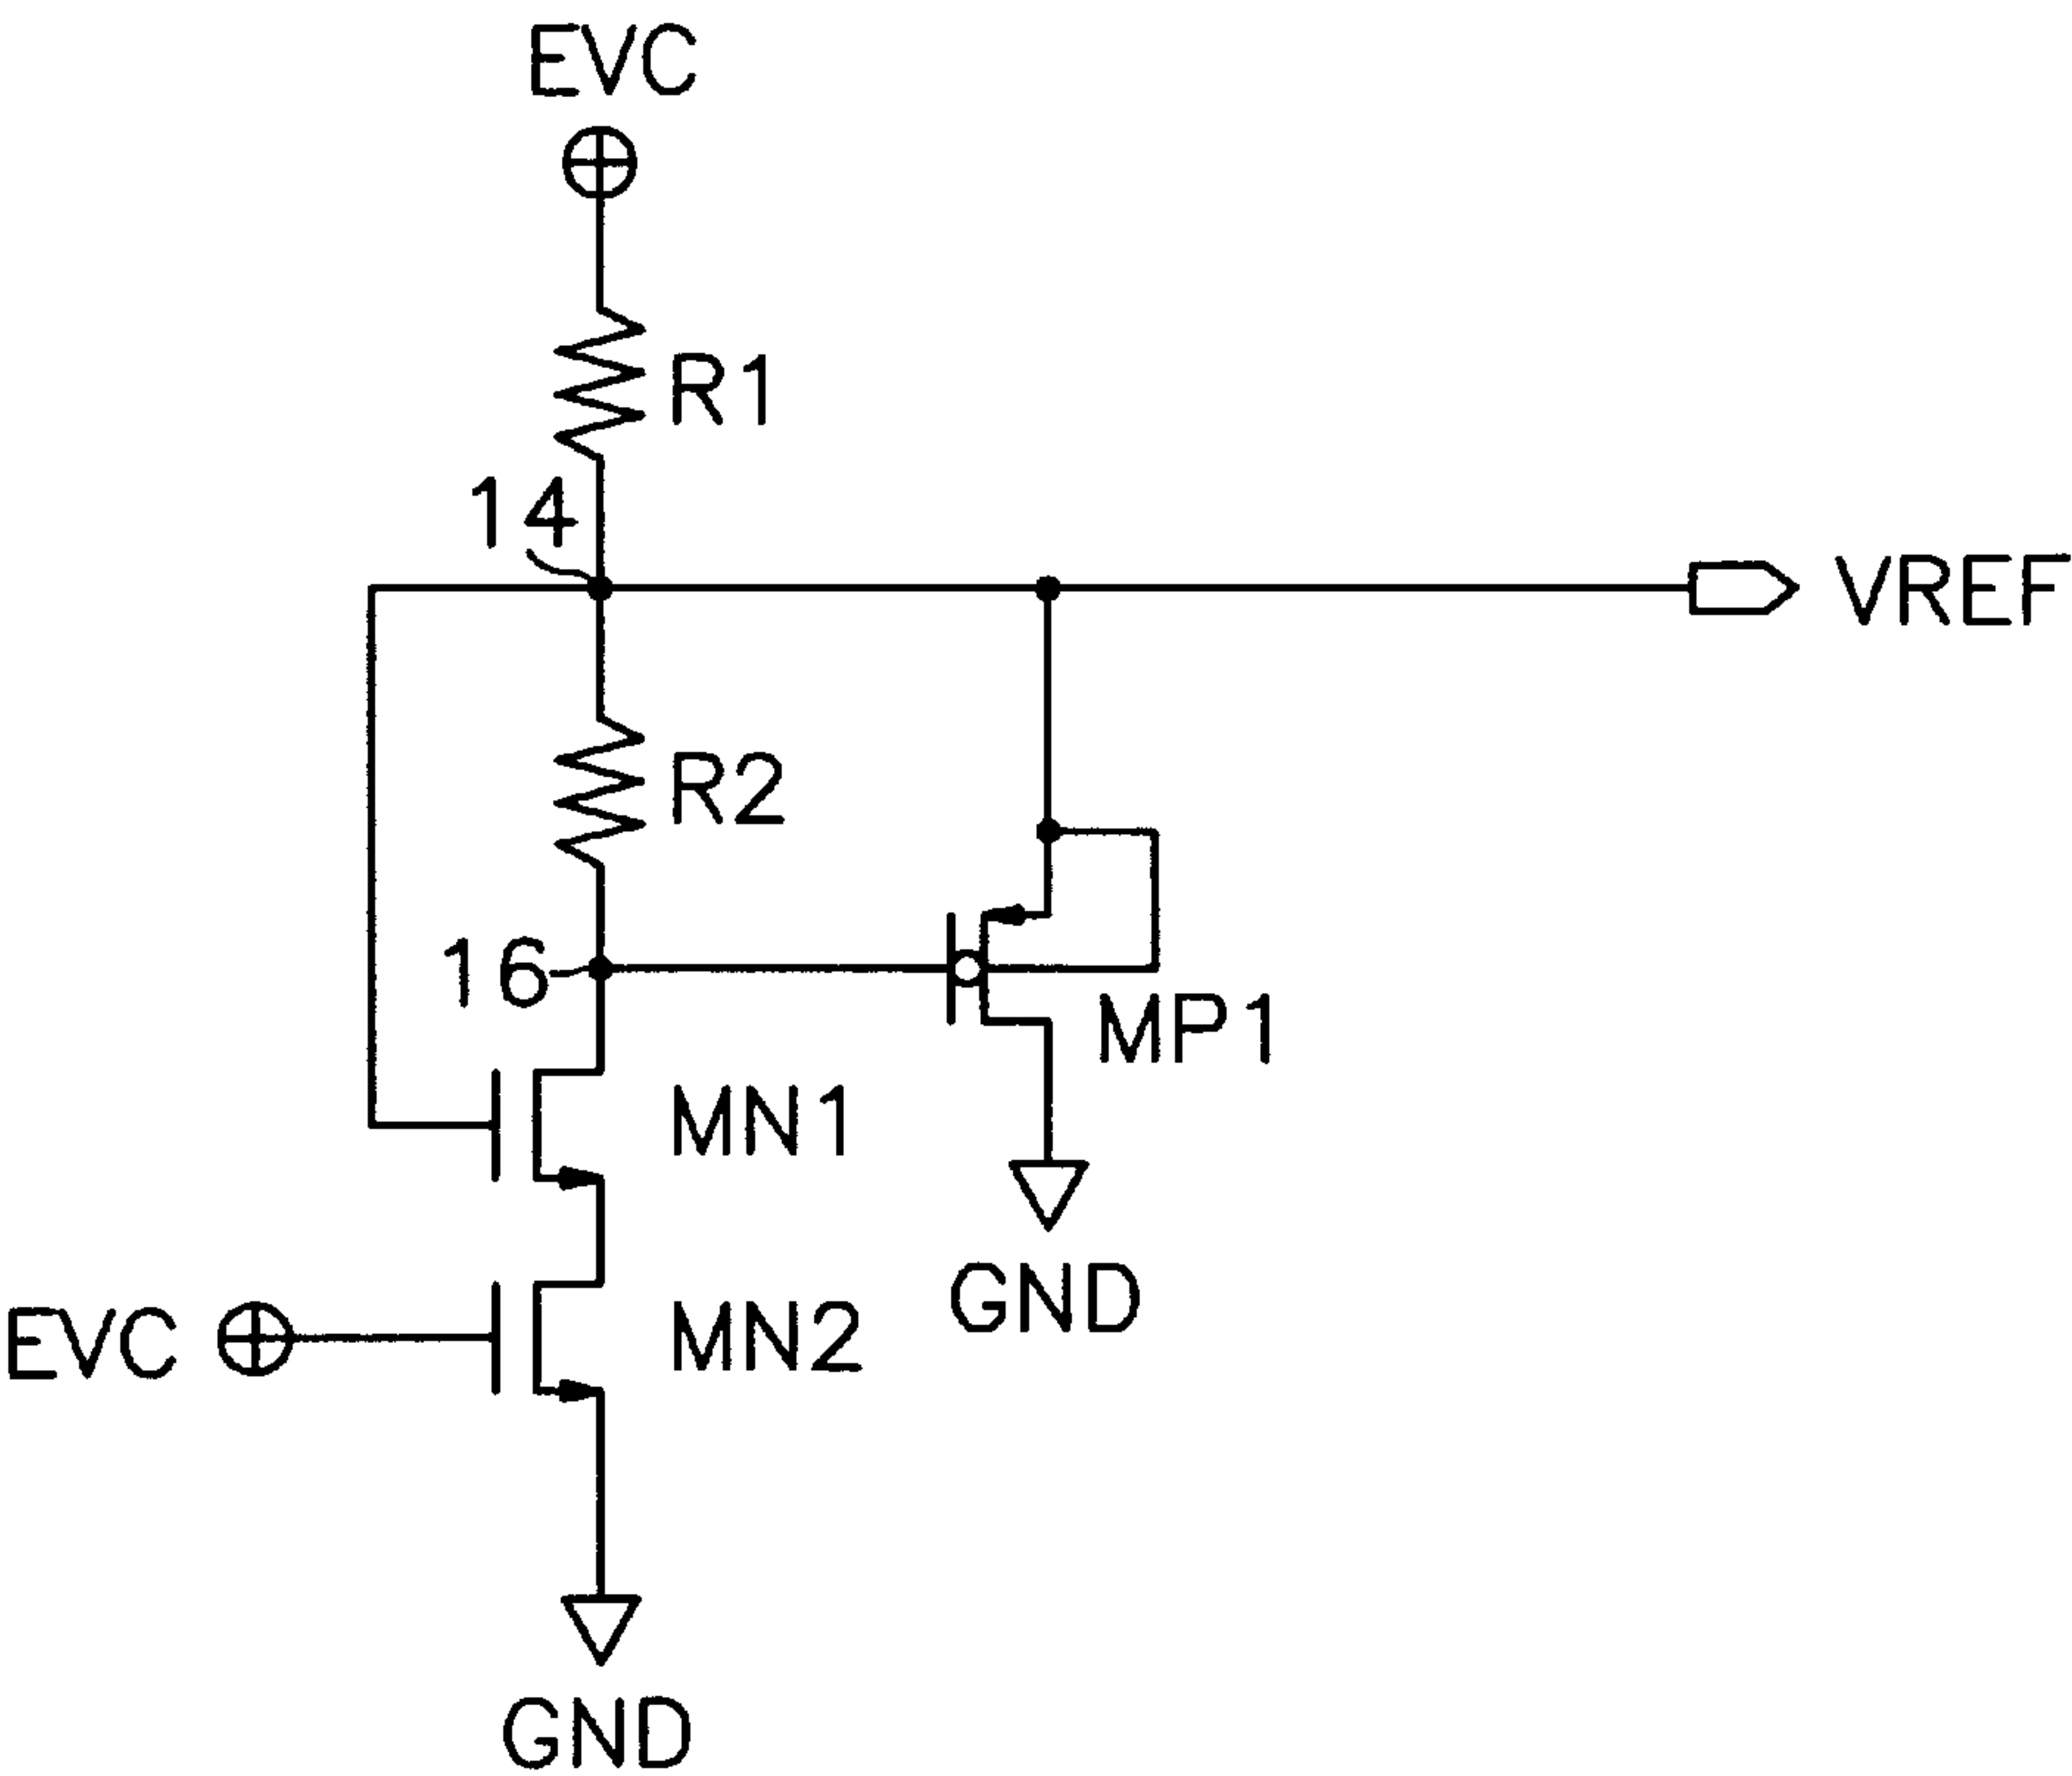 EVC
R1
14
VREF
R2
16
MP1
MN1
EVC
MN2
GND
GND